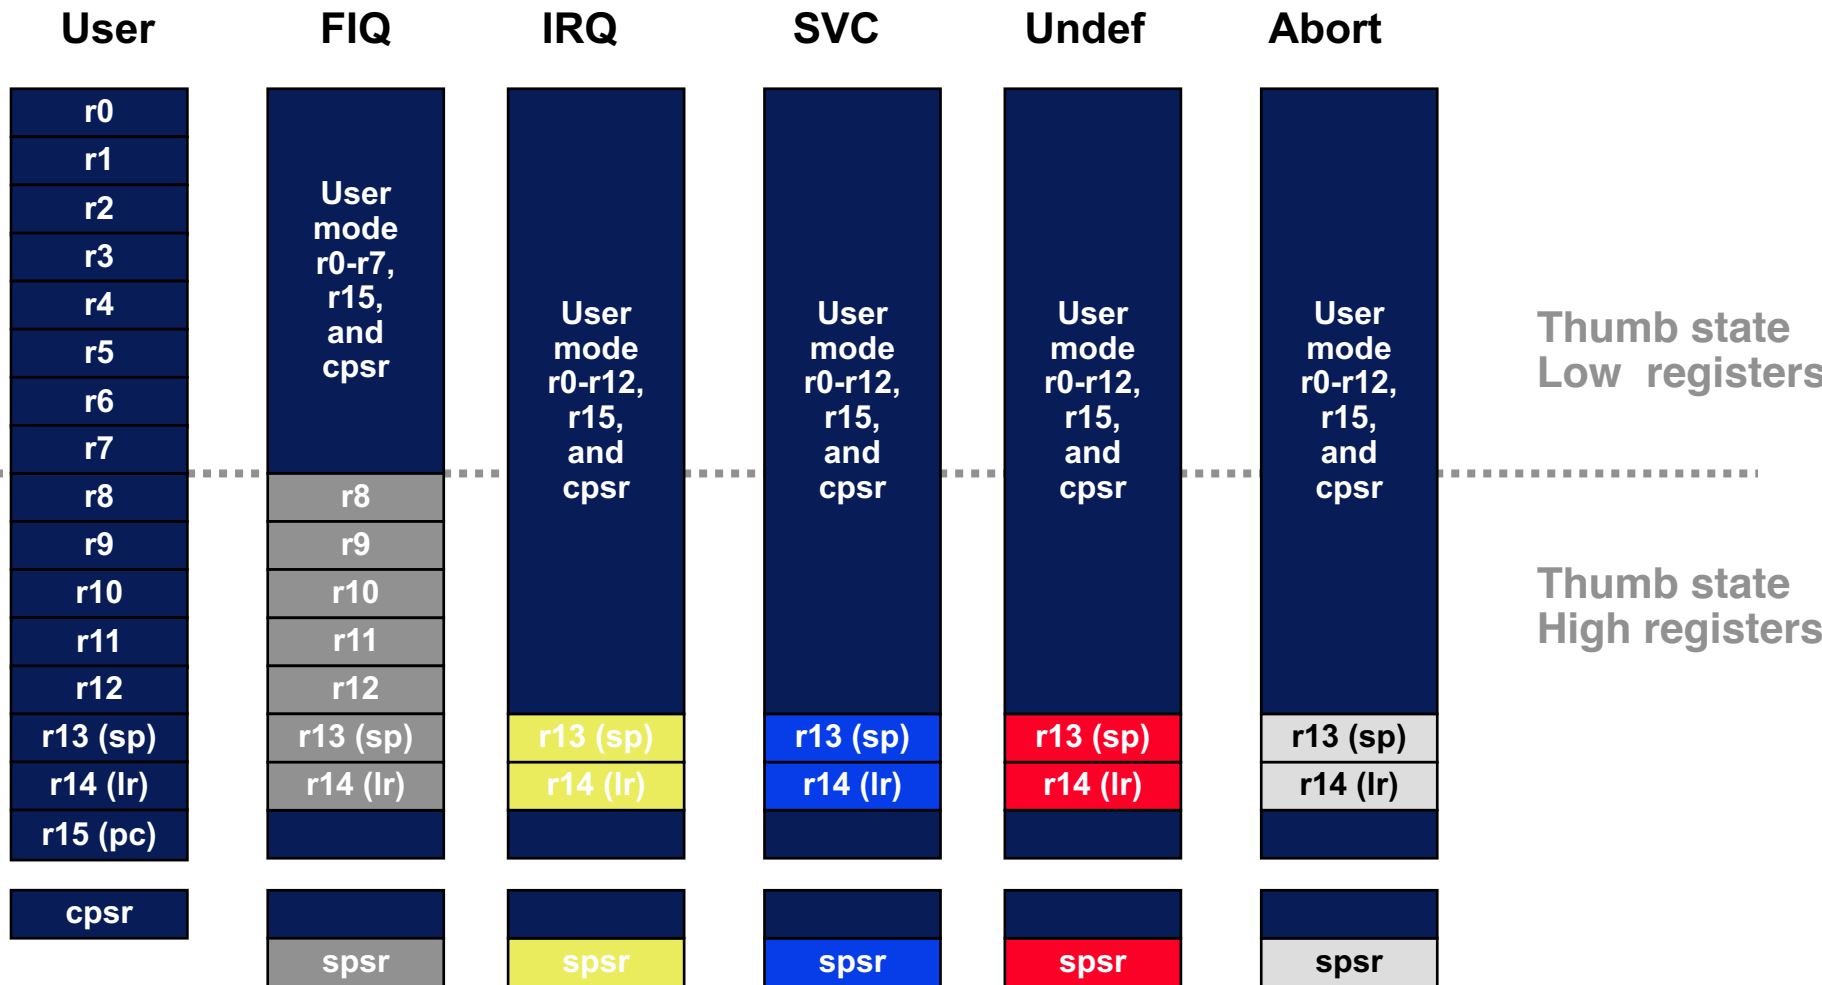 User FIQ IRQ SVC Undef Abort
r0
r1
r2
r3
r4
r5
r6
r7
r8
r9
r10
r11
r12
r13 (sp)
r14 (lr)
r15 (pc)
cpsr
User
mode
r0-r7,
r15,
and
cpsr
r8
r9
r10
r11
r12
r13 (sp)
r14 (lr)
spsr
User
mode
r0-r12,
r15,
and
cpsr
r13 (sp)
r14 (lr)
spsr
User
mode
r0-r12,
r15,
and
cpsr
r13 (sp)
r14 (lr)
spsr
User
mode
r0-r12,
r15,
and
cpsr
r13 (sp)
r14 (lr)
spsr
User
mode
r0-r12,
r15,
and
cpsr
r13 (sp)
r14 (lr)
spsr
Thumb state
Low registers
Thumb state
High registers